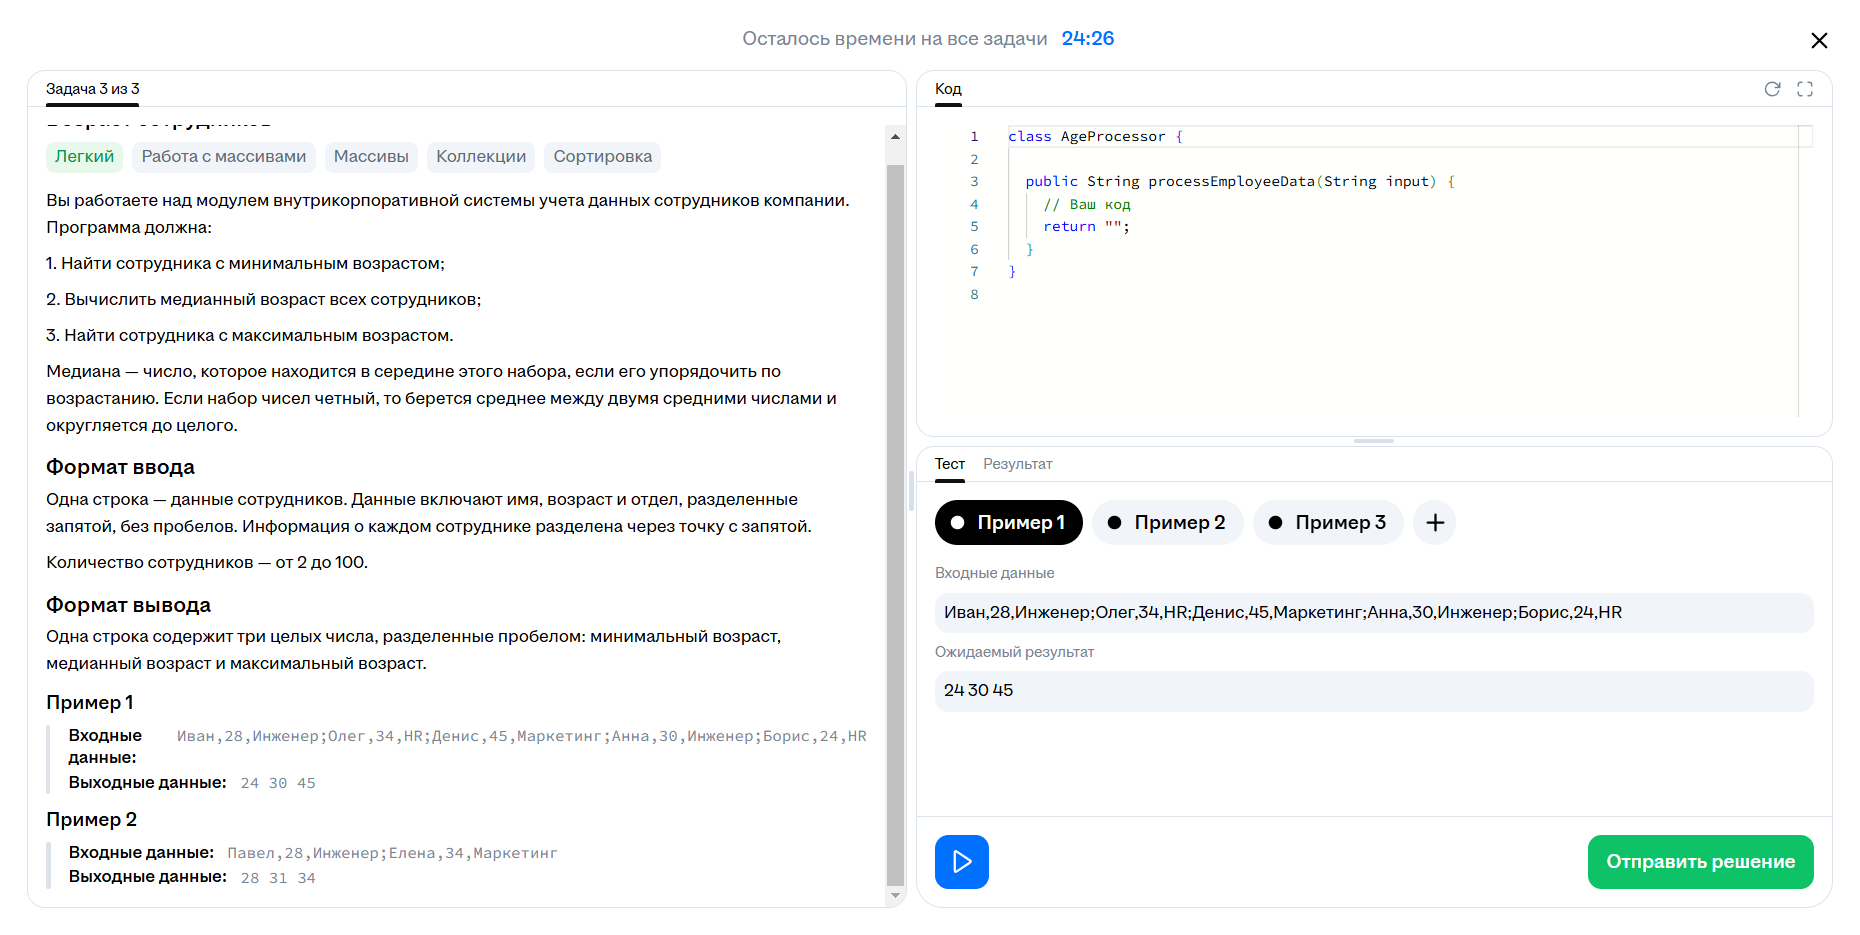 Осталось времени на все задачи 24:26
Задача 3 из 3
Возраст сотрудников
Легкий Работа с массивами Массивы Коллекции Сортировка
Вы работаете над модулем внутрикорпоративной системы учета данных сотрудников компании.
Программа должна:
1. Найти сотрудника с минимальным возрастом;
2. Вычислить медианный возраст всех сотрудников;
3. Найти сотрудника с максимальным возрастом.
Медиана — число, которое находится в середине этого набора, если его упорядочить по
возрастанию. Если набор чисел четный, то берется среднее между двумя средними числами и
округляется до целого.
Формат ввода
Одна строка — данные сотрудников. Данные включают имя, возраст и отдел, разделенные
запятой, без пробелов. Информация о каждом сотруднике разделена через точку с запятой.
Количество сотрудников — от 2 до 100.
Формат вывода
Одна строка содержит три целых числа, разделенные пробелом: минимальный возраст,
медианный возраст и максимальный возраст.
Пример 1
Входные данные: Иван,28,Инженер;Олег,34,HR;Денис,45,Маркетинг;Анна,30,Инженер;Борис,24,HR
Выходные данные: 24 30 45
Пример 2
Входные данные: Павел,28,Инженер;Елена,34,Маркетинг
Выходные данные: 28 31 34
Код
1 class AgeProcessor {
2
3 public String processEmployeeData(String input) {
4 // Ваш код
5 return "";
6 }
7 }
8
Тест Результат
Пример 1 Пример 2 Пример 3 +
Входные данные
Иван,28,Инженер;Олег,34,HR;Денис,45,Маркетинг;Анна,30,Инженер;Борис,24,HR
Ожидаемый результат
24 30 45
Отправить решение